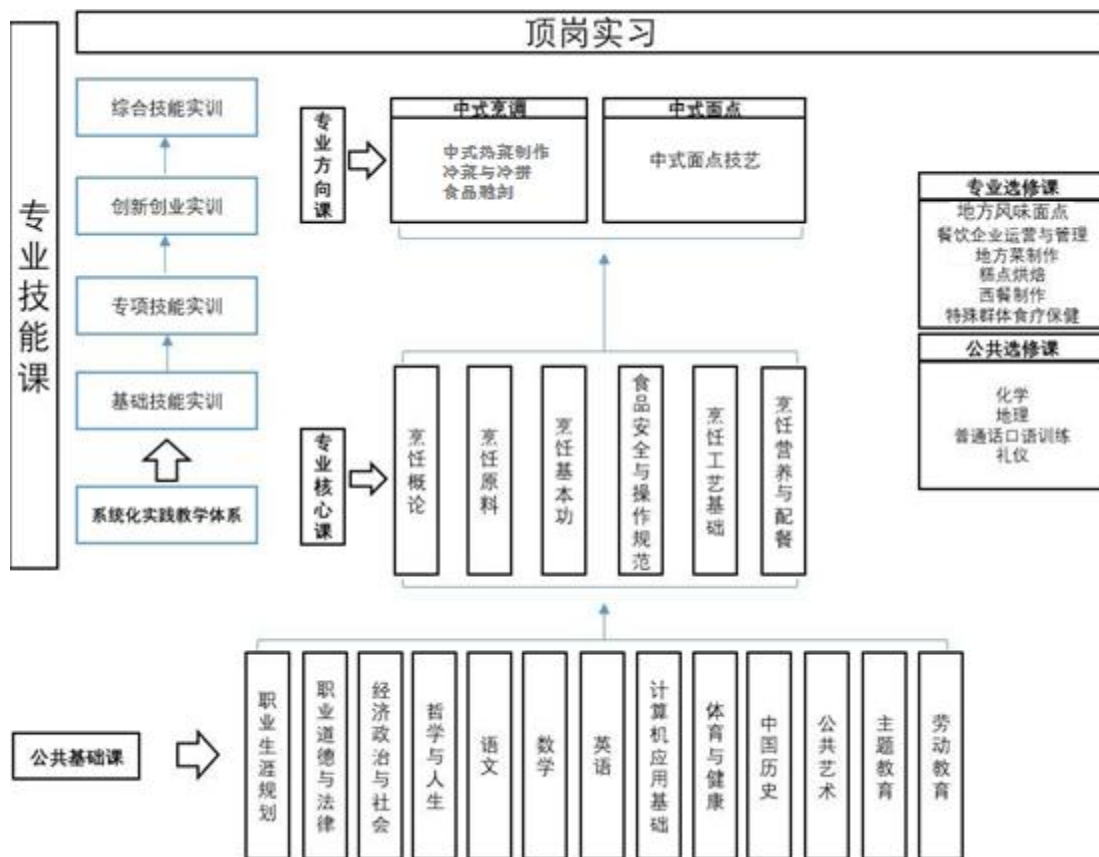 顶岗实习
专业技能课
综合技能实训
创新创业实训
专项技能实训
基础技能实训
系统化实践教学体系
专业方向课
中式烹调
中式热菜制作
冷菜与冷拼
食品雕刻
中式面点
中式面点技艺
专业选修课
地方风味面点
餐饮企业运营与管理
地方菜制作
糕点烘焙
西餐制作
特殊群体食疗保健
公共选修课
化学
地理
普通话口语训练
礼仪
专业核心课
烹饪概论
烹饪原料
烹饪基本功
食品安全与操作规范
烹饪工艺基础
烹饪营养与配餐
公共基础课
职业生涯规划
职业道德与法律
经济政治与社会
哲学与人生
语文
数学
英语
计算机应用基础
体育与健康
中国历史
公共艺术
主题教育
劳动教育